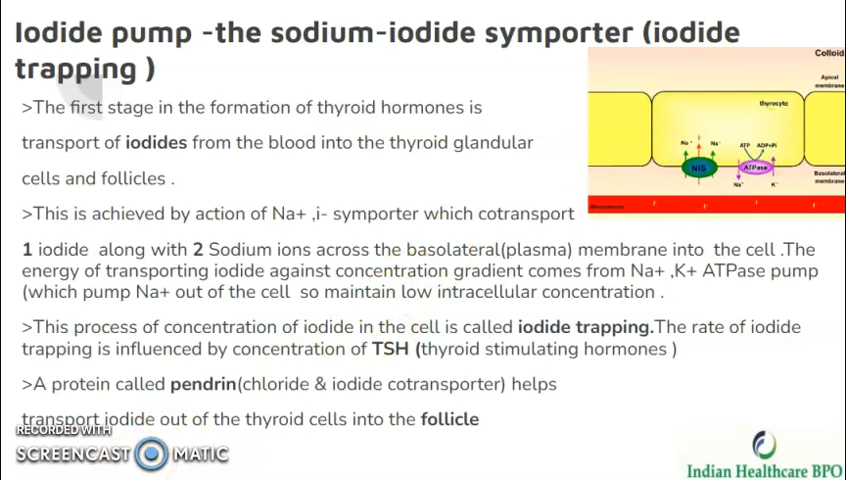 Iodide pump -the sodium-iodide symporter (iodide
trapping )
>The first stage in the formation of thyroid hormones is
transport of iodides from the blood into the thyroid glandular
cells and follicles .
>This is achieved by action of Na+ ,i- symporter which cotransport
1 iodide along with 2 Sodium ions across the basolateral(plasma) membrane into the cell .The
energy of transporting iodide against concentration gradient comes from Na+ ,K+ ATPase pump
(which pump Na+ out of the cell so maintain low intracellular concentration .
>This process of concentration of iodide in the cell is called iodide trapping.The rate of iodide
trapping is influenced by concentration of TSH (thyroid stimulating hormones )
>A protein called pendrin(chloride & iodide cotransporter) helps
transport iodide out of the thyroid cells into the follicle
Colloid
Apical
membrane
thyrocyte
Na+ I- Na+ ATP ADP+Pi
NIS ATPase
Na+ K+
Basolateral
membrane
RECORDED WITH
SCREENCAST MATIC
Indian Healthcare BPO